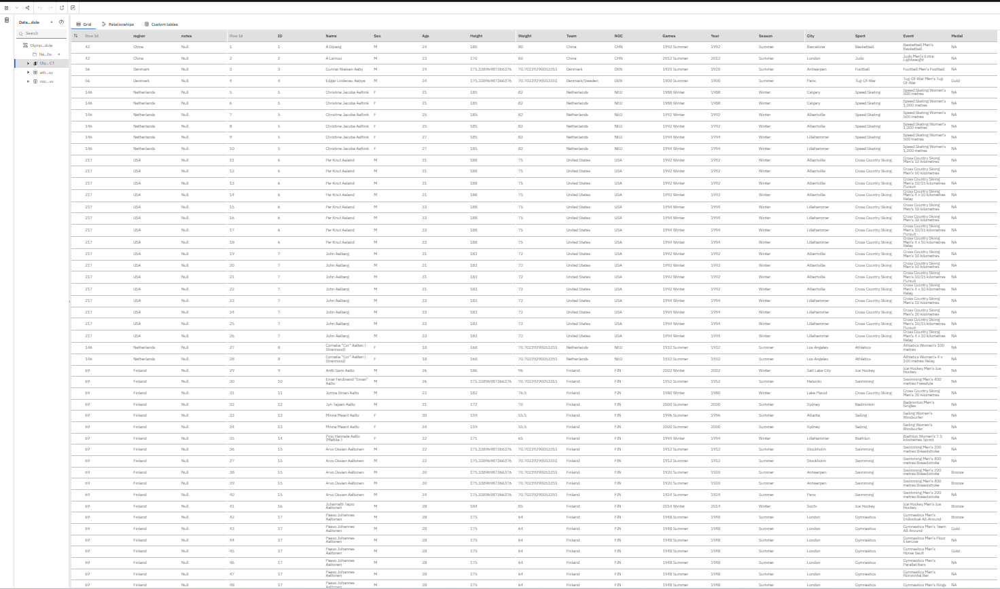 Data...dule
Grid Relationships Custom tables
Search
Olymp...dule
Na...hs
Oly...CT
ath...sv
noc...sv
Row Id region notes Row Id ID Name Sex Age Height Weight Team NOC Games Year Season City Sport Event Medal
42 China Null 1 1 A Dijiang M 24 180 80 China CHN 1992 Summer 1992 Summer Barcelona Basketball Basketball Men's Basketball NA
42 China Null 2 2 A Lamusi M 23 170 60 China CHN 2012 Summer 2012 Summer London Judo Judo Men's Extra-Lightweight NA
56 Denmark Null 3 3 Gunnar Nielsen Aaby M 24 175.33896987366376 70.70239290053351 Denmark DEN 1920 Summer 1920 Summer Antwerpen Football Football Men's Football NA
56 Denmark Null 4 4 Edgar Lindenau Aabye M 34 175.33896987366376 70.70239290053351 Denmark/Sweden DEN 1900 Summer 1900 Summer Paris Tug-Of-War Tug-Of-War Men's Tug-Of-War Gold
146 Netherlands Null 5 5 Christine Jacoba Aaftink F 21 185 82 Netherlands NED 1988 Winter 1988 Winter Calgary Speed Skating Speed Skating Women's 500 metres NA
146 Netherlands Null 6 5 Christine Jacoba Aaftink F 21 185 82 Netherlands NED 1988 Winter 1988 Winter Calgary Speed Skating Speed Skating Women's 1,000 metres NA
146 Netherlands Null 7 5 Christine Jacoba Aaftink F 25 185 82 Netherlands NED 1992 Winter 1992 Winter Albertville Speed Skating Speed Skating Women's 500 metres NA
146 Netherlands Null 8 5 Christine Jacoba Aaftink F 25 185 82 Netherlands NED 1992 Winter 1992 Winter Albertville Speed Skating Speed Skating Women's 1,000 metres NA
146 Netherlands Null 9 5 Christine Jacoba Aaftink F 27 185 82 Netherlands NED 1994 Winter 1994 Winter Lillehammer Speed Skating Speed Skating Women's 500 metres NA
146 Netherlands Null 10 5 Christine Jacoba Aaftink F 27 185 82 Netherlands NED 1994 Winter 1994 Winter Lillehammer Speed Skating Speed Skating Women's 1,000 metres NA
217 USA Null 11 6 Per Knut Aaland M 31 188 75 United States USA 1992 Winter 1992 Winter Albertville Cross Country Skiing Cross Country Skiing Men's 10 kilometres NA
217 USA Null 12 6 Per Knut Aaland M 31 188 75 United States USA 1992 Winter 1992 Winter Albertville Cross Country Skiing Cross Country Skiing Men's 50 kilometres NA
217 USA Null 13 6 Per Knut Aaland M 31 188 75 United States USA 1992 Winter 1992 Winter Albertville Cross Country Skiing Cross Country Skiing Men's 10/15 kilometres Pursuit NA
217 USA Null 14 6 Per Knut Aaland M 31 188 75 United States USA 1992 Winter 1992 Winter Albertville Cross Country Skiing Cross Country Skiing Men's 4 x 10 kilometres Relay NA
217 USA Null 15 6 Per Knut Aaland M 33 188 75 United States USA 1994 Winter 1994 Winter Lillehammer Cross Country Skiing Cross Country Skiing Men's 10 kilometres NA
217 USA Null 16 6 Per Knut Aaland M 33 188 75 United States USA 1994 Winter 1994 Winter Lillehammer Cross Country Skiing Cross Country Skiing Men's 30 kilometres NA
217 USA Null 17 6 Per Knut Aaland M 33 188 75 United States USA 1994 Winter 1994 Winter Lillehammer Cross Country Skiing Cross Country Skiing Men's 10/15 kilometres Pursuit NA
217 USA Null 18 6 Per Knut Aaland M 33 188 75 United States USA 1994 Winter 1994 Winter Lillehammer Cross Country Skiing Cross Country Skiing Men's 4 x 10 kilometres Relay NA
217 USA Null 19 7 John Aalberg M 31 183 72 United States USA 1992 Winter 1992 Winter Albertville Cross Country Skiing Cross Country Skiing Men's 10 kilometres NA
217 USA Null 20 7 John Aalberg M 31 183 72 United States USA 1992 Winter 1992 Winter Albertville Cross Country Skiing Cross Country Skiing Men's 50 kilometres NA
217 USA Null 21 7 John Aalberg M 31 183 72 United States USA 1992 Winter 1992 Winter Albertville Cross Country Skiing Cross Country Skiing Men's 10/15 kilometres Pursuit NA
217 USA Null 22 7 John Aalberg M 31 183 72 United States USA 1992 Winter 1992 Winter Albertville Cross Country Skiing Cross Country Skiing Men's 4 x 10 kilometres Relay NA
217 USA Null 23 7 John Aalberg M 33 183 72 United States USA 1994 Winter 1994 Winter Lillehammer Cross Country Skiing Cross Country Skiing Men's 10 kilometres NA
217 USA Null 24 7 John Aalberg M 33 183 72 United States USA 1994 Winter 1994 Winter Lillehammer Cross Country Skiing Cross Country Skiing Men's 30 kilometres NA
217 USA Null 25 7 John Aalberg M 33 183 72 United States USA 1994 Winter 1994 Winter Lillehammer Cross Country Skiing Cross Country Skiing Men's 10/15 kilometres Pursuit NA
217 USA Null 26 7 John Aalberg M 33 183 72 United States USA 1994 Winter 1994 Winter Lillehammer Cross Country Skiing Cross Country Skiing Men's 4 x 10 kilometres Relay NA
146 Netherlands Null 27 8 Cornelia "Cor" Aalten (-Strannood) F 18 168 70.70239290053351 Netherlands NED 1932 Summer 1932 Summer Los Angeles Athletics Athletics Women's 100 metres NA
146 Netherlands Null 28 8 Cornelia "Cor" Aalten (-Strannood) F 18 168 70.70239290053351 Netherlands NED 1932 Summer 1932 Summer Los Angeles Athletics Athletics Women's 4 x 100 metres Relay NA
69 Finland Null 29 9 Antti Sami Aalto M 26 186 96 Finland FIN 2002 Winter 2002 Winter Salt Lake City Ice Hockey Ice Hockey Men's Ice Hockey NA
69 Finland Null 30 10 Einar Ferdinand "Einari" Aalto M 26 175.33896987366376 70.70239290053351 Finland FIN 1952 Summer 1952 Summer Helsinki Swimming Swimming Men's 400 metres Freestyle NA
69 Finland Null 31 11 Jorma Ilmari Aalto M 22 182 76.5 Finland FIN 1980 Winter 1980 Winter Lake Placid Cross Country Skiing Cross Country Skiing Men's 30 kilometres NA
69 Finland Null 32 12 Jyri Tapani Aalto M 31 172 70 Finland FIN 2000 Summer 2000 Summer Sydney Badminton Badminton Men's Singles NA
69 Finland Null 33 13 Minna Maarit Aalto F 30 159 55.5 Finland FIN 1996 Summer 1996 Summer Atlanta Sailing Sailing Women's Windsurfer NA
69 Finland Null 34 13 Minna Maarit Aalto F 34 159 55.5 Finland FIN 2000 Summer 2000 Summer Sydney Sailing Sailing Women's Windsurfer NA
69 Finland Null 35 14 Pirjo Hannele Aalto (Mattila-) F 32 171 65 Finland FIN 1994 Winter 1994 Winter Lillehammer Biathlon Biathlon Women's 7.5 kilometres Sprint NA
69 Finland Null 36 15 Arvo Ossian Aaltonen M 22 175.33896987366376 70.70239290053351 Finland FIN 1912 Summer 1912 Summer Stockholm Swimming Swimming Men's 200 metres Breaststroke NA
69 Finland Null 37 15 Arvo Ossian Aaltonen M 22 175.33896987366376 70.70239290053351 Finland FIN 1912 Summer 1912 Summer Stockholm Swimming Swimming Men's 400 metres Breaststroke NA
69 Finland Null 38 15 Arvo Ossian Aaltonen M 30 175.33896987366376 70.70239290053351 Finland FIN 1920 Summer 1920 Summer Antwerpen Swimming Swimming Men's 200 metres Breaststroke Bronze
69 Finland Null 39 15 Arvo Ossian Aaltonen M 30 175.33896987366376 70.70239290053351 Finland FIN 1920 Summer 1920 Summer Antwerpen Swimming Swimming Men's 400 metres Breaststroke Bronze
69 Finland Null 40 15 Arvo Ossian Aaltonen M 34 175.33896987366376 70.70239290053351 Finland FIN 1924 Summer 1924 Summer Paris Swimming Swimming Men's 200 metres Breaststroke NA
69 Finland Null 41 16 Juhamatti Tapio Aaltonen M 28 184 85 Finland FIN 2014 Winter 2014 Winter Sochi Ice Hockey Ice Hockey Men's Ice Hockey Bronze
69 Finland Null 42 17 Paavo Johannes Aaltonen M 28 175 64 Finland FIN 1948 Summer 1948 Summer London Gymnastics Gymnastics Men's Individual All-Around Bronze
69 Finland Null 43 17 Paavo Johannes Aaltonen M 28 175 64 Finland FIN 1948 Summer 1948 Summer London Gymnastics Gymnastics Men's Team All-Around Gold
69 Finland Null 44 17 Paavo Johannes Aaltonen M 28 175 64 Finland FIN 1948 Summer 1948 Summer London Gymnastics Gymnastics Men's Floor Exercise NA
69 Finland Null 45 17 Paavo Johannes Aaltonen M 28 175 64 Finland FIN 1948 Summer 1948 Summer London Gymnastics Gymnastics Men's Horse Vault Gold
69 Finland Null 46 17 Paavo Johannes Aaltonen M 28 175 64 Finland FIN 1948 Summer 1948 Summer London Gymnastics Gymnastics Men's Parallel Bars NA
69 Finland Null 47 17 Paavo Johannes Aaltonen M 28 175 64 Finland FIN 1948 Summer 1948 Summer London Gymnastics Gymnastics Men's Horizontal Bar NA
69 Finland Null 48 17 Paavo Johannes Aaltonen M 28 175 64 Finland FIN 1948 Summer 1948 Summer London Gymnastics Gymnastics Men's Rings NA